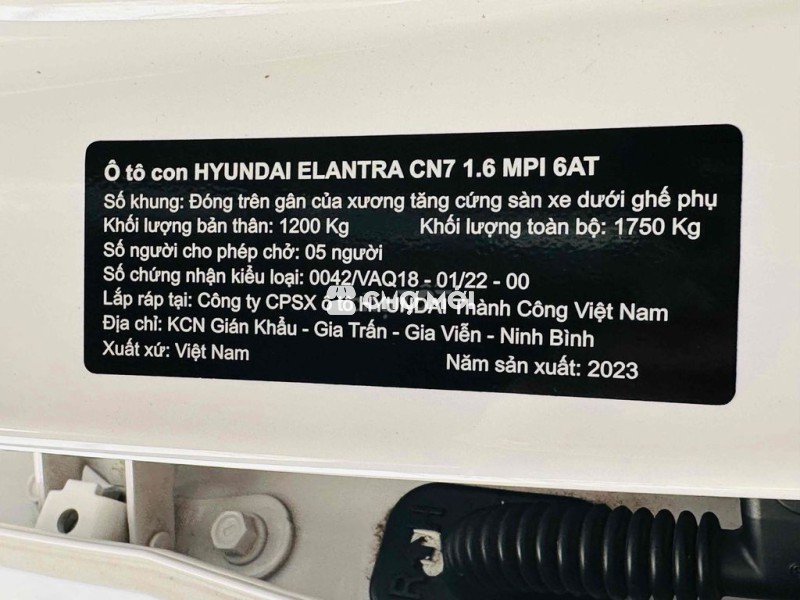 Ô tô con HYUNDAI ELANTRA CN7 1.6 MPI 6AT
Số khung: Đóng trên gân của xương tăng cứng sàn xe dưới ghế phụ
Khối lượng bản thân: 1200 Kg Khối lượng toàn bộ: 1750 Kg
Số người cho phép chở: 05 người
Số chứng nhận kiểu loại: 0042/VAQ18 - 01/22 - 00
Lắp ráp tại: Công ty CPSX ô tô HYUNDAI Thành Công Việt Nam
Địa chỉ: KCN Gián Khẩu - Gia Trấn - Gia Viễn - Ninh Bình
Xuất xứ: Việt Nam Năm sản xuất: 2023